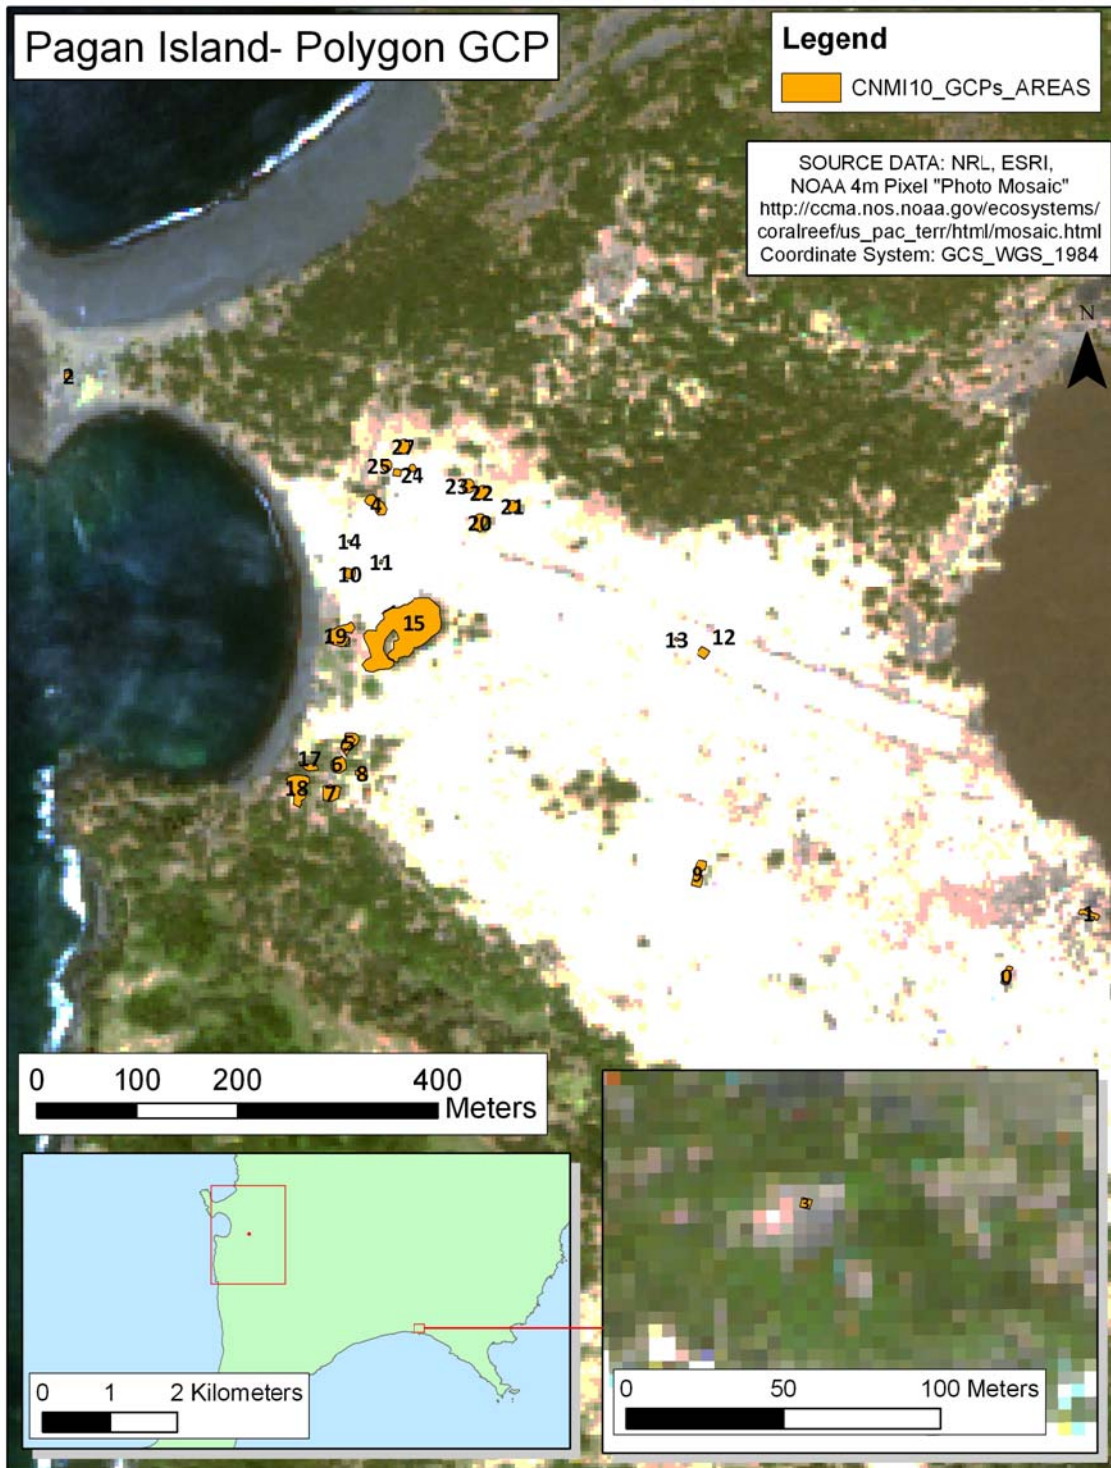 Pagan Island- Polygon GCP
Legend
CNMI10_GCPs_AREAS
SOURCE DATA: NRL, ESRI,
NOAA 4m Pixel "Photo Mosaic"
http://ccma.nos.noaa.gov/ecosystems/
coralreef/us_pac_terr/html/mosaic.html
Coordinate System: GCS_WGS_1984
N
2
27
25
24
23
22
4
21
20
14
11
10
15
19
13
12
5
17
6
8
18
7
9
1
0
0 100 200 400
Meters
3
0 1 2 Kilometers
0 50 100 Meters